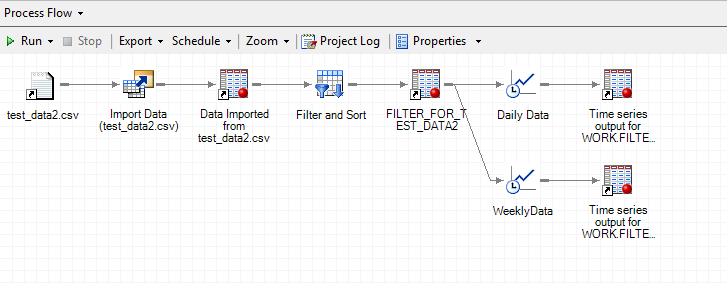 Process Flow
Run Stop Export Schedule Zoom Project Log Properties
test_data2.csv
Import Data
(test_data2.csv)
Data Imported
from
test_data2.csv
Filter and Sort
FILTER_FOR_T
EST_DATA2
Daily Data
Time series
output for
WORK.FILTE...
WeeklyData
Time series
output for
WORK.FILTE...